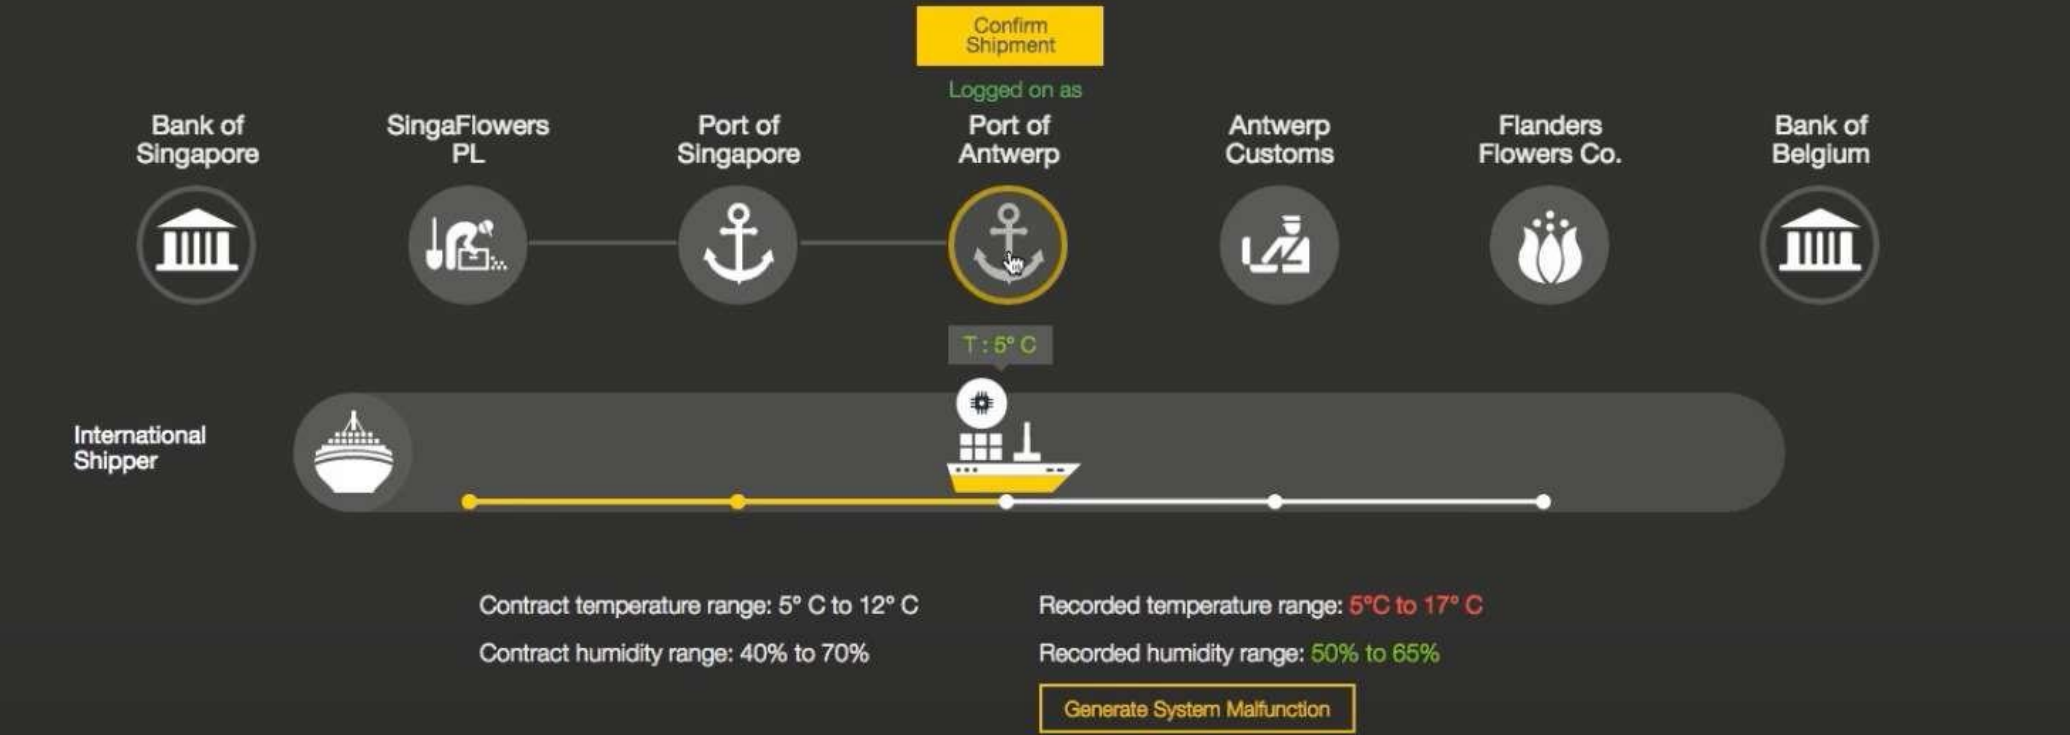 Confirm
Shipment
Logged on as
Bank of
Singapore
SingaFlowers
PL
Port of
Singapore
Port of
Antwerp
Antwerp
Customs
Flanders
Flowers Co.
Bank of
Belgium
T : 5° C
International
Shipper
Contract temperature range: 5° C to 12° C
Contract humidity range: 40% to 70%
Recorded temperature range: 5°C to 17° C
Recorded humidity range: 50% to 65%
Generate System Malfunction